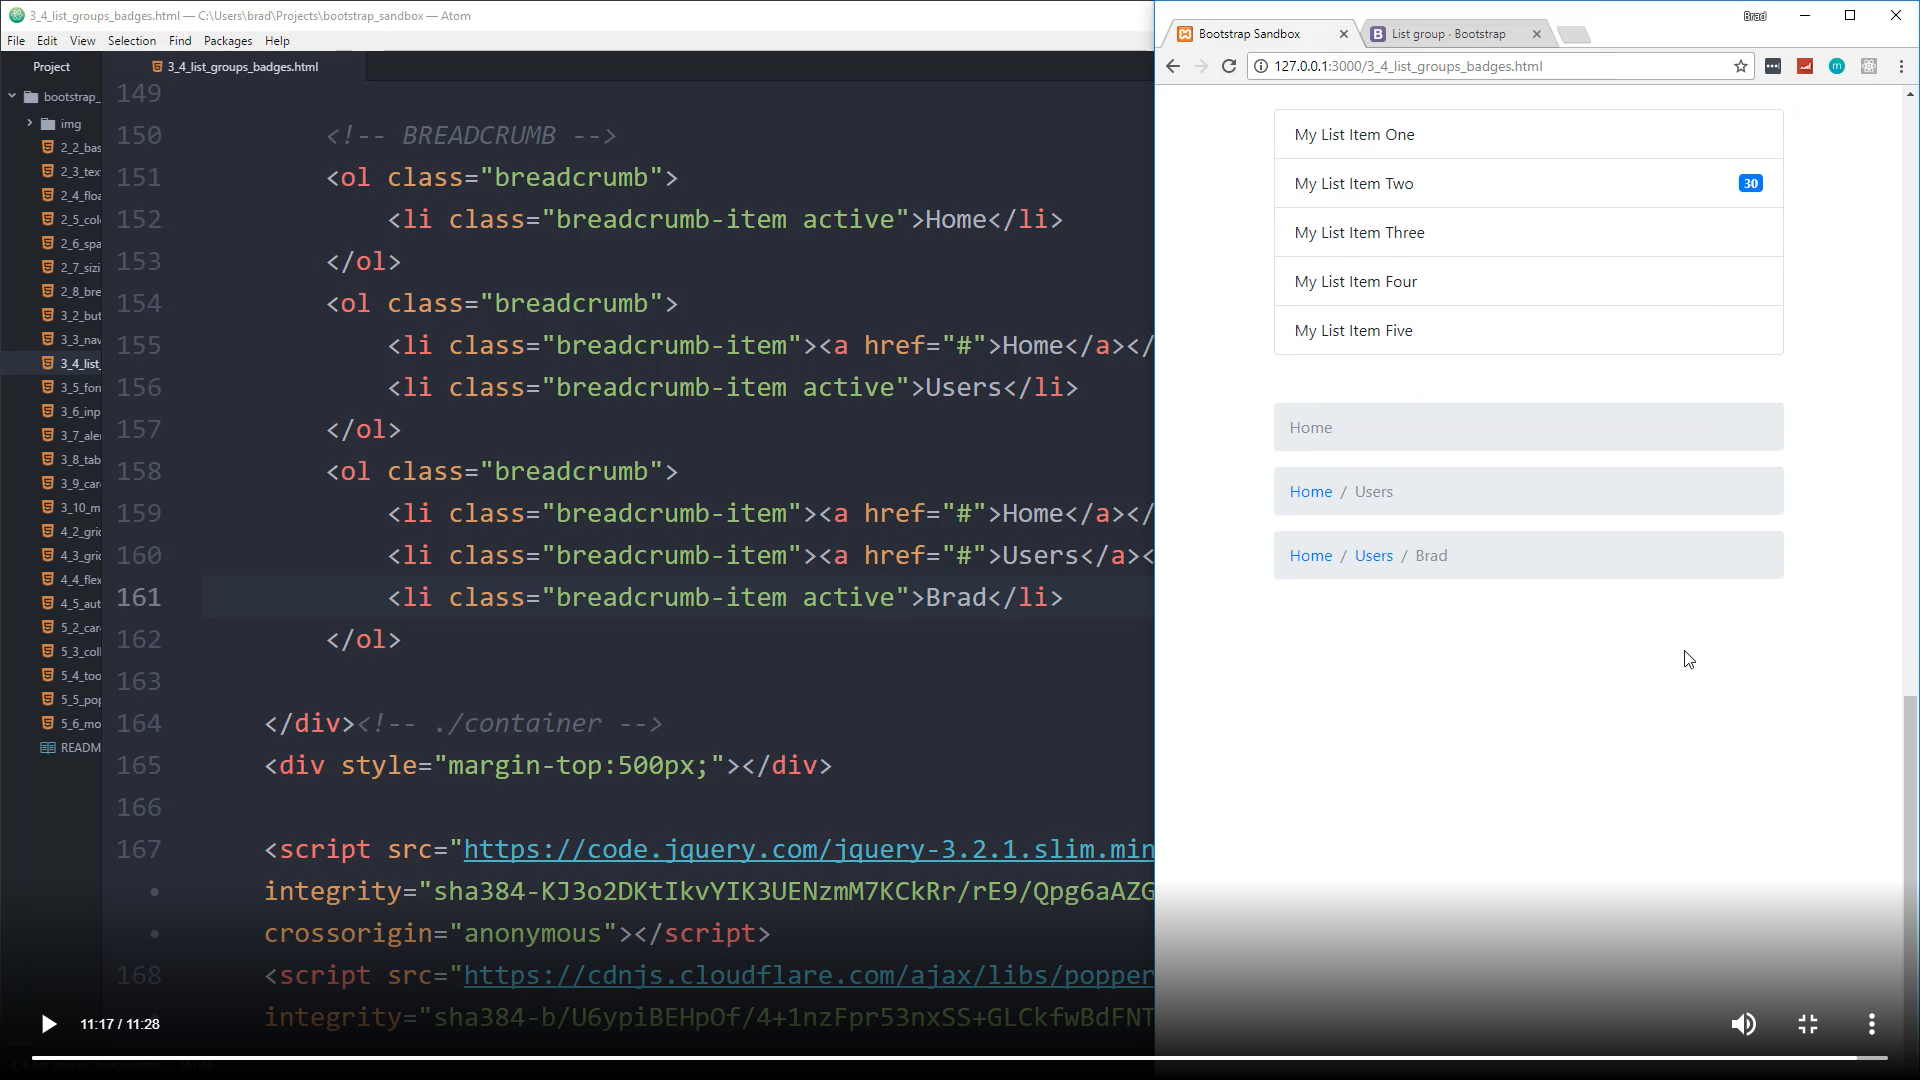 3_4_list_groups_badges.html — C:\Users\brad\Projects\bootstrap_sandbox — Atom
File Edit View Selection Find Packages Help
Project
3_4_list_groups_badges.html
bootstrap_
img
2_2_bas
2_3_tex
2_4_floa
2_5_colo
2_6_spa
2_7_sizi
2_8_bre
3_2_but
3_3_nav
3_4_list_
3_5_for
3_6_inp
3_7_ale
3_8_tab
3_9_car
3_10_m
4_2_gri
4_3_gri
4_4_flex
4_5_aut
5_2_car
5_3_coll
5_4_too
5_5_pop
5_6_mo
READM
149
150 <!-- BREADCRUMB -->
151 <ol class="breadcrumb">
152 <li class="breadcrumb-item active">Home</li>
153 </ol>
154 <ol class="breadcrumb">
155 <li class="breadcrumb-item"><a href="#">Home</a></
156 <li class="breadcrumb-item active">Users</li>
157 </ol>
158 <ol class="breadcrumb">
159 <li class="breadcrumb-item"><a href="#">Home</a></
160 <li class="breadcrumb-item"><a href="#">Users</a><
161 <li class="breadcrumb-item active">Brad</li>
162 </ol>
163
164 </div><!-- ./container -->
165 <div style="margin-top:500px;"></div>
166
167 <script src="https://code.jquery.com/jquery-3.2.1.slim.min
integrity="sha384-KJ3o2DKtIkvYIK3UENzmM7KCkRr/rE9/Qpg6aAZG
crossorigin="anonymous"></script>
168 <script src="https://cdnjs.cloudflare.com/ajax/libs/popper
integrity="sha384-b/U6ypiBEHpOf/4+1nzFpr53nxSS+GLCkfwBdFNT
11:17 / 11:28
Brad
Bootstrap Sandbox
List group · Bootstrap
127.0.0.1:3000/3_4_list_groups_badges.html
My List Item One
My List Item Two 30
My List Item Three
My List Item Four
My List Item Five
Home
Home / Users
Home / Users / Brad